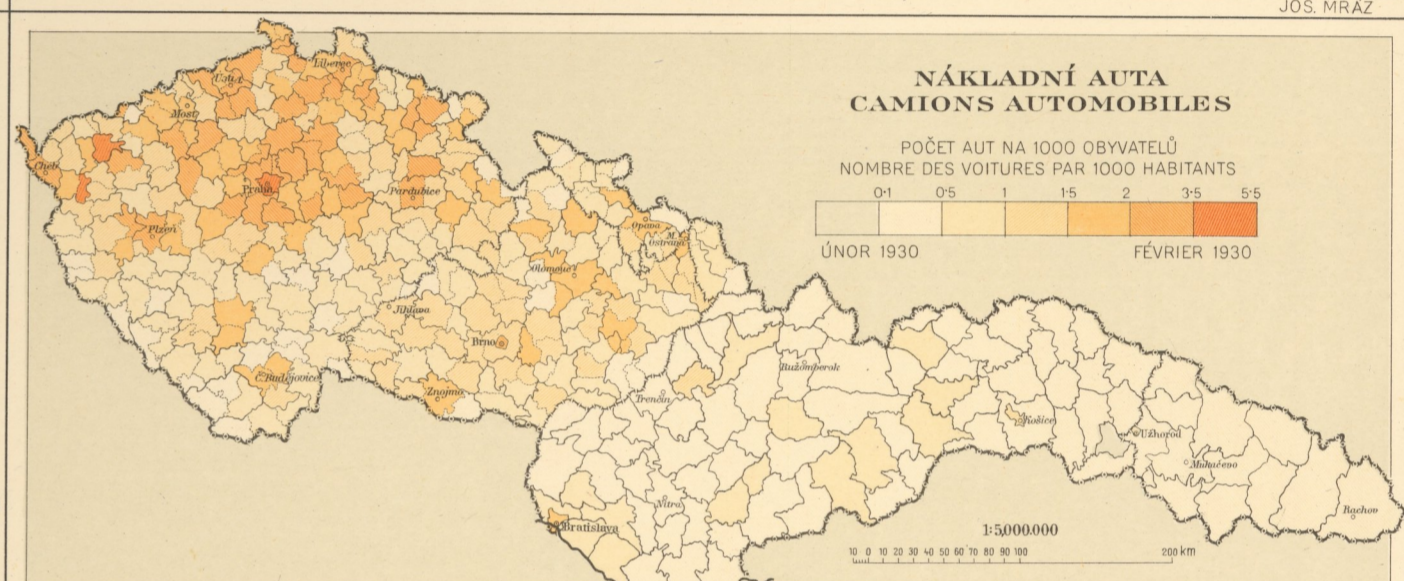 JOS. MRÁZ
NÁKLADNÍ AUTA
CAMIONS AUTOMOBILES
POČET AUT NA 1000 OBYVATELŮ
NOMBRE DES VOITURES PAR 1000 HABITANTS
0·1 0·5 1 1·5 2 3·5 5·5
ÚNOR 1930 FÉVRIER 1930
Liberec
Ústí
Most
Cheb
Praha
Pardubice
Plzeň
Opava
M. Ostrava
Olomouc
Jihlava
Brno
Ružomberok
Č. Budějovice
Znojmo
Trenčín
Košice
Užhorod
Mukačevo
Nitra
Rachov
Bratislava
1:5,000.000
10 0 10 20 30 40 50 60 70 80 90 100 200 km